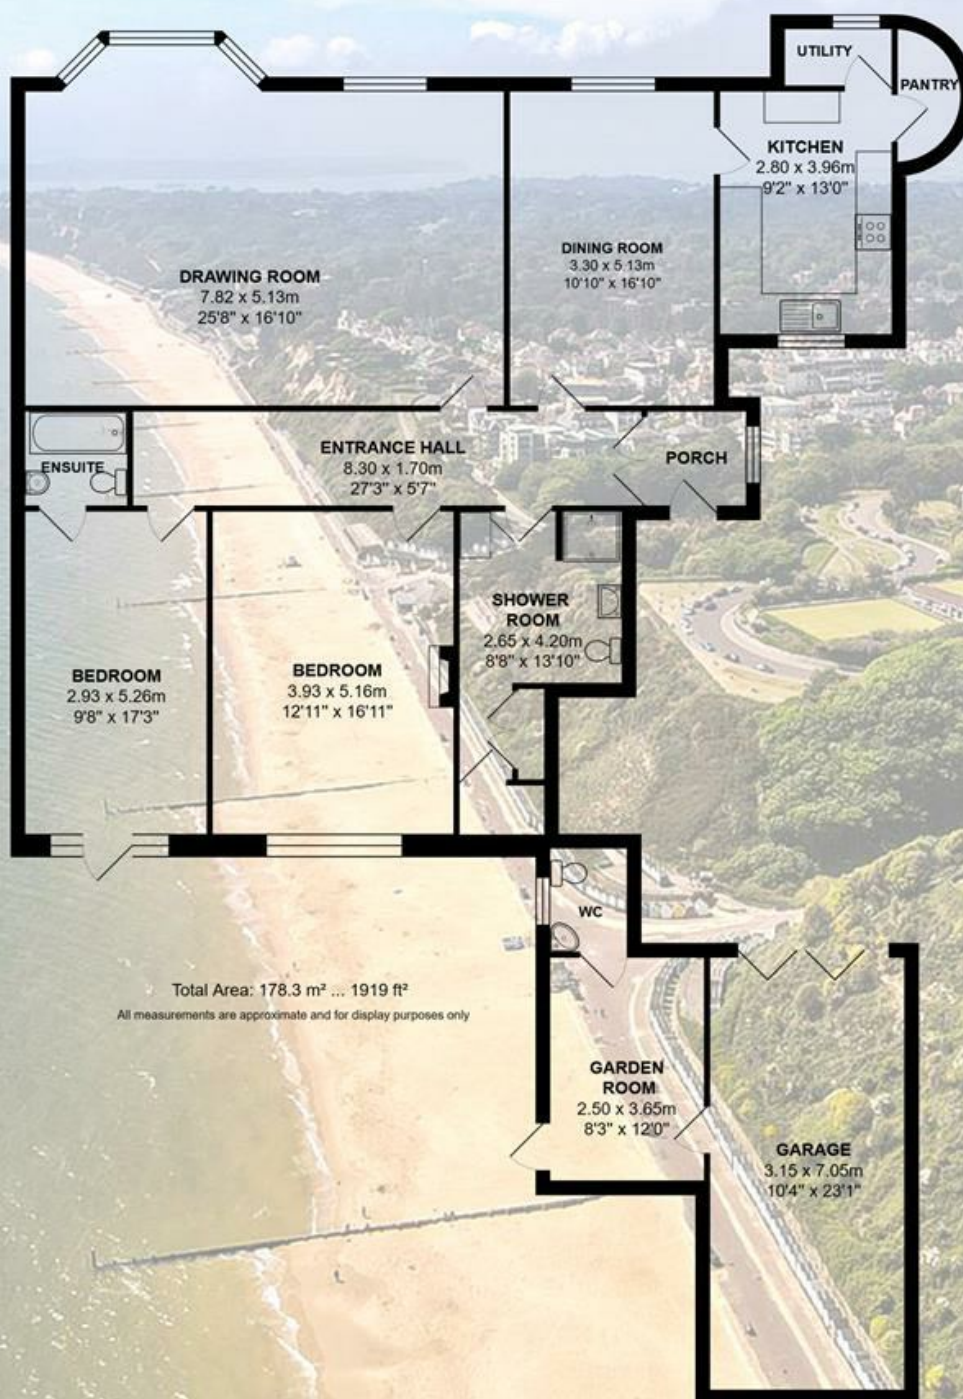 UTILITY
PANTRY
KITCHEN
2.80 x 3.96m
9'2" x 13'0"
DINING ROOM
3.30 x 5.13m
10'10" x 16'10"
DRAWING ROOM
7.82 x 5.13m
25'8" x 16'10"
ENTRANCE HALL
8.30 x 1.70m
27'3" x 5'7"
PORCH
ENSUITE
SHOWER
ROOM
2.65 x 4.20m
8'8" x 13'10"
BEDROOM
2.93 x 5.26m
9'8" x 17'3"
BEDROOM
3.93 x 5.16m
12'11" x 16'11"
WC
Total Area: 178.3 m² ... 1919 ft²
All measurements are approximate and for display purposes only
GARDEN
ROOM
2.50 x 3.65m
8'3" x 12'0"
GARAGE
3.15 x 7.05m
10'4" x 23'1"